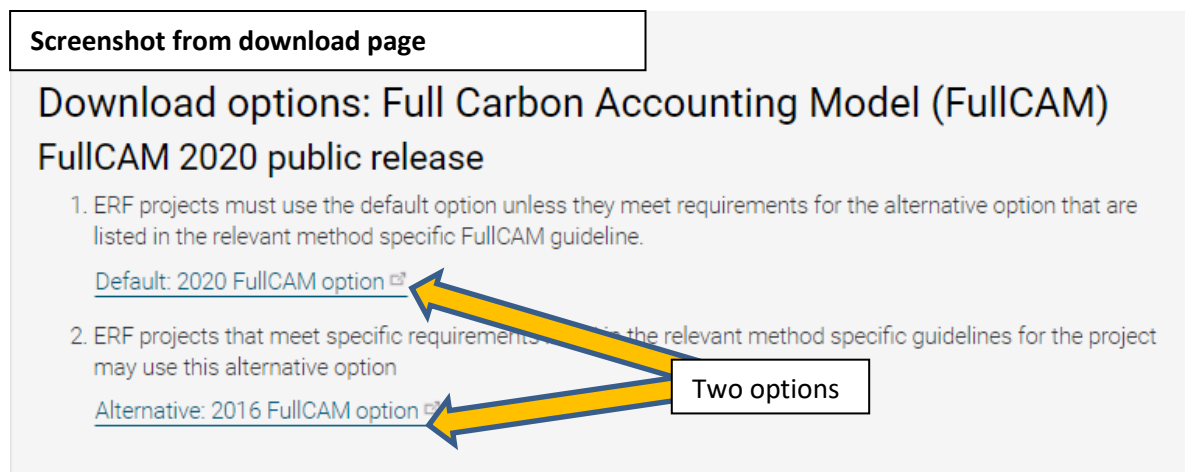 Screenshot from download page
Download options: Full Carbon Accounting Model (FullCAM)
FullCAM 2020 public release
1. ERF projects must use the default option unless they meet requirements for the alternative option that are
listed in the relevant method specific FullCAM guideline.
Default: 2020 FullCAM option
2. ERF projects that meet specific requirements the relevant method specific guidelines for the project
may use this alternative option
Two options
Alternative: 2016 FullCAM option